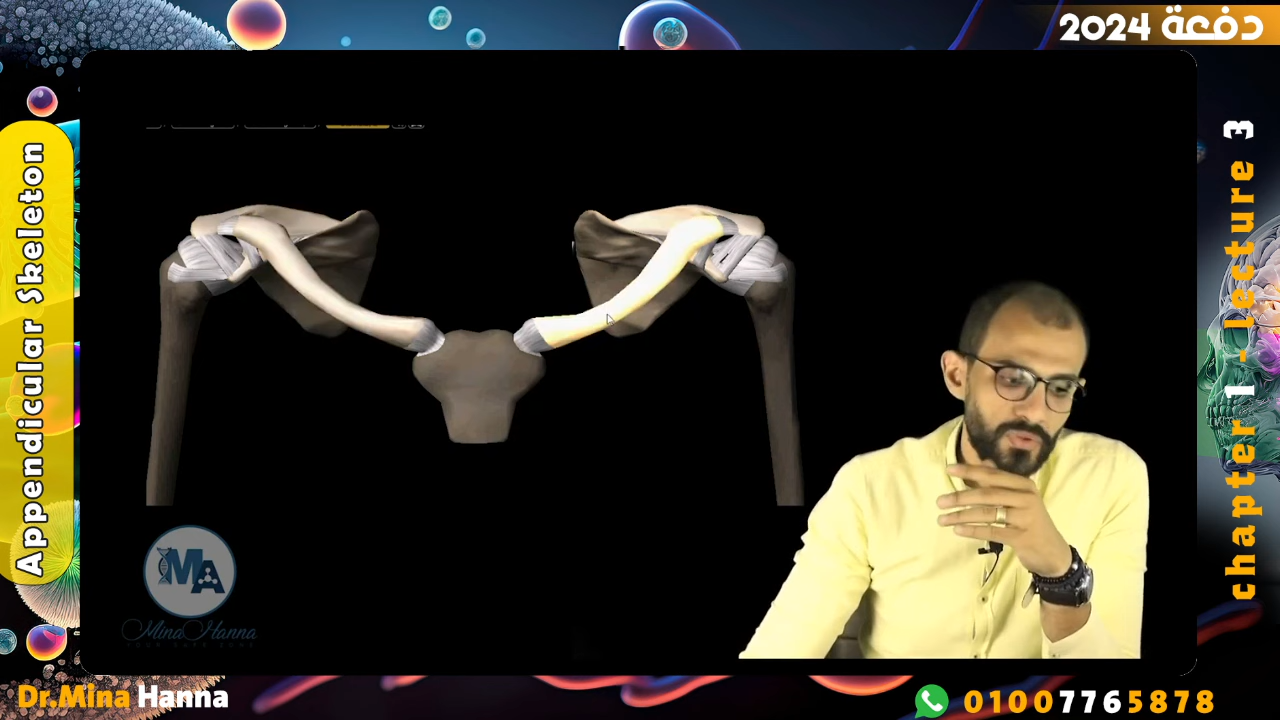 دفعة 2024
Appendicular Skeleton
chapter 1 - lecture 3
MA
Mina Hanna
Dr.Mina Hanna
01007765878